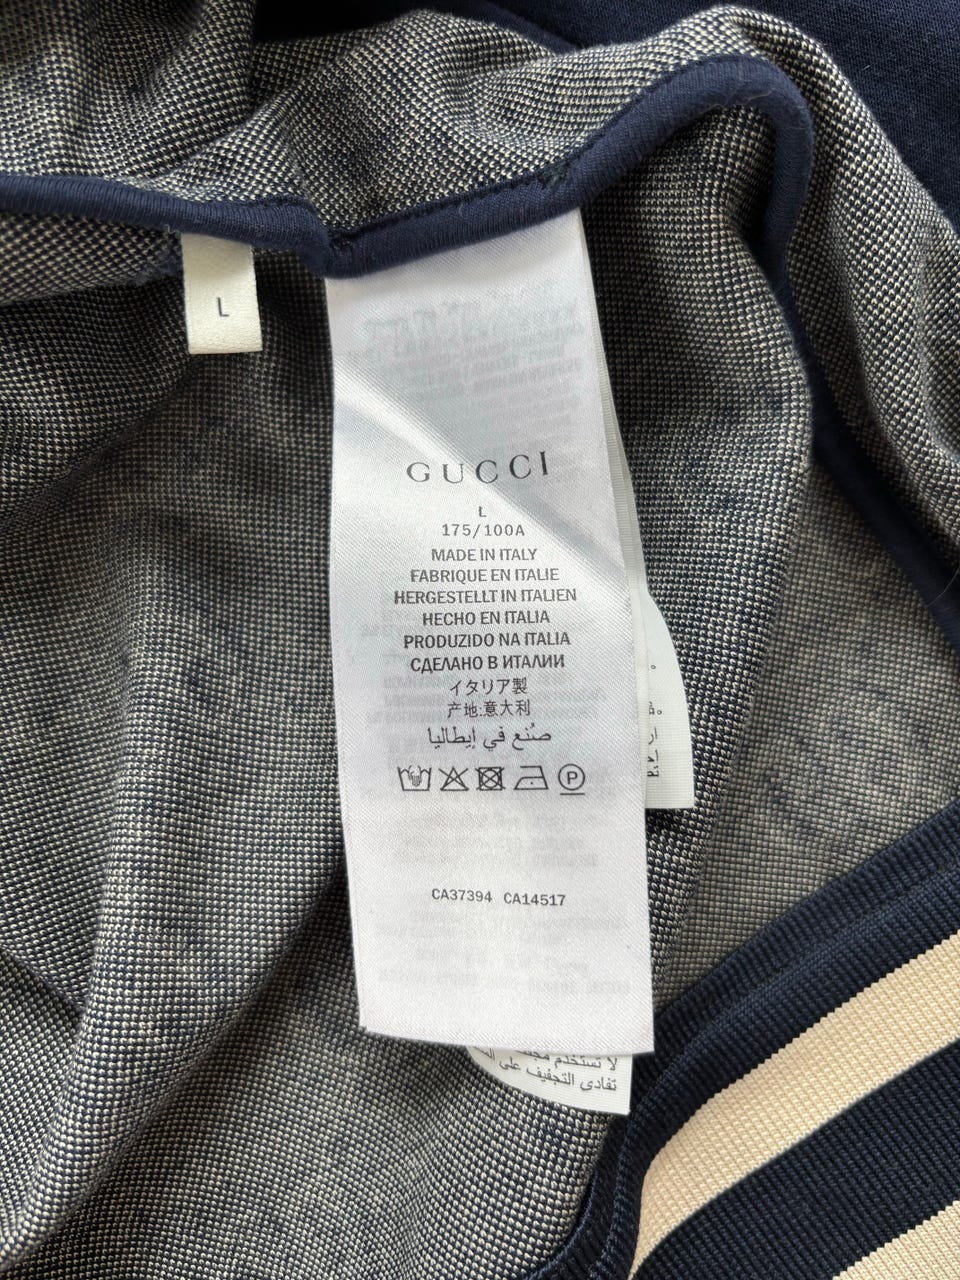 L
GUCCI
L
175/100A
MADE IN ITALY
FABRIQUE EN ITALIE
HERGESTELLT IN ITALIEN
HECHO EN ITALIA
PRODUZIDO NA ITALIA
СДЕЛАНО В ИТАЛИИ
イタリア製
产地:意大利
صُنع في إيطاليا
P
CA37394 CA14517
لا تستخدم
تفادى التجفيف على